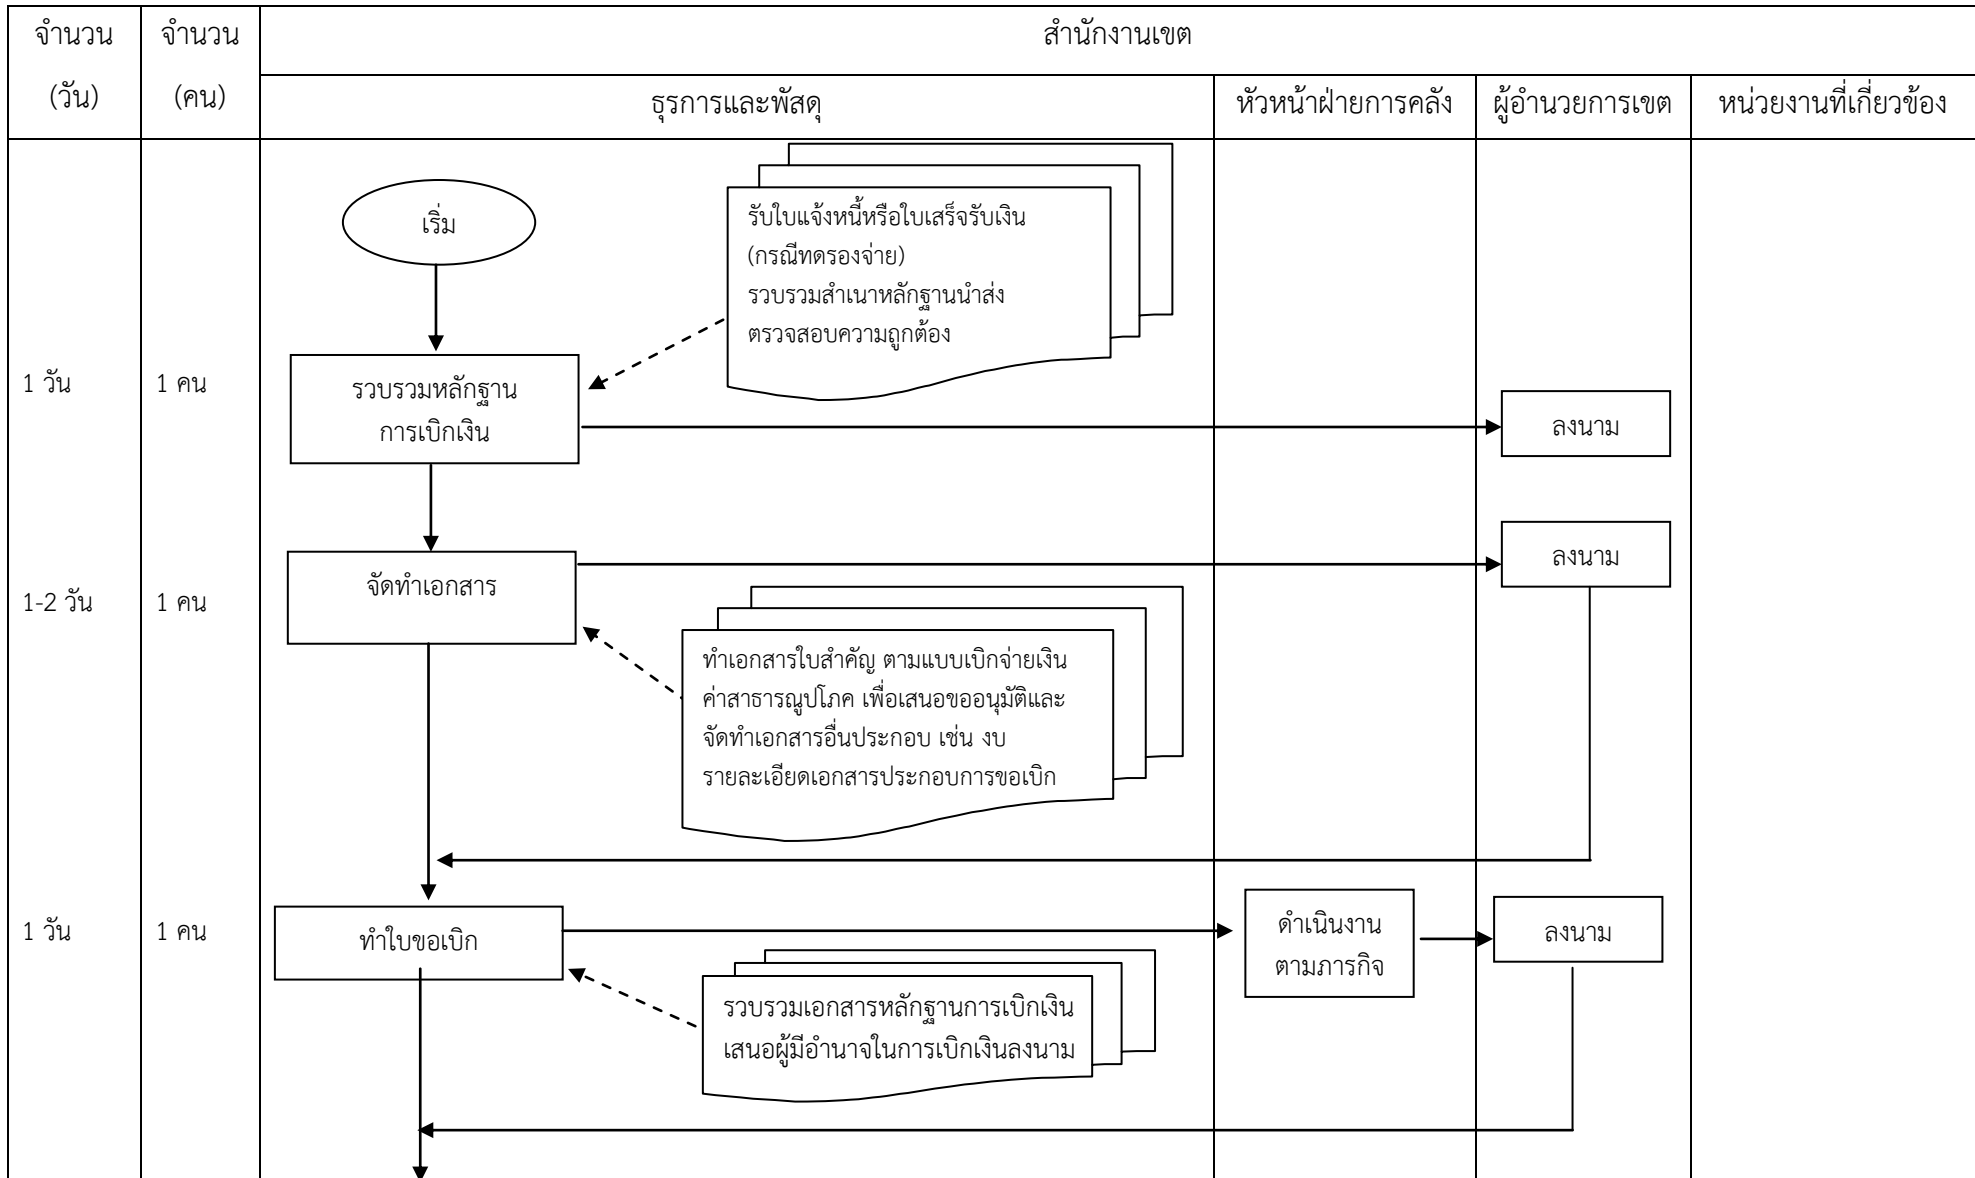 จำนวน
(วัน)
จำนวน
(คน)
สำนักงานเขต
ธุรการและพัสดุ
หัวหน้าฝ่ายการคลัง
ผู้อำนวยการเขต
หน่วยงานที่เกี่ยวข้อง
เริ่ม
รับใบแจ้งหนี้หรือใบเสร็จรับเงิน
(กรณีทดรองจ่าย)
รวบรวมสำเนาหลักฐานนำส่ง
ตรวจสอบความถูกต้อง
1 วัน
1 คน
รวบรวมหลักฐาน
การเบิกเงิน
ลงนาม
1-2 วัน
1 คน
จัดทำเอกสาร
ลงนาม
ทำเอกสารใบสำคัญ ตามแบบเบิกจ่ายเงิน
ค่าสาธารณูปโภค เพื่อเสนอขออนุมัติและ
จัดทำเอกสารอื่นประกอบ เช่น งบ
รายละเอียดเอกสารประกอบการขอเบิก
1 วัน
1 คน
ทำใบขอเบิก
ดำเนินงาน
ตามภารกิจ
ลงนาม
รวบรวมเอกสารหลักฐานการเบิกเงิน
เสนอผู้มีอำนาจในการเบิกเงินลงนาม